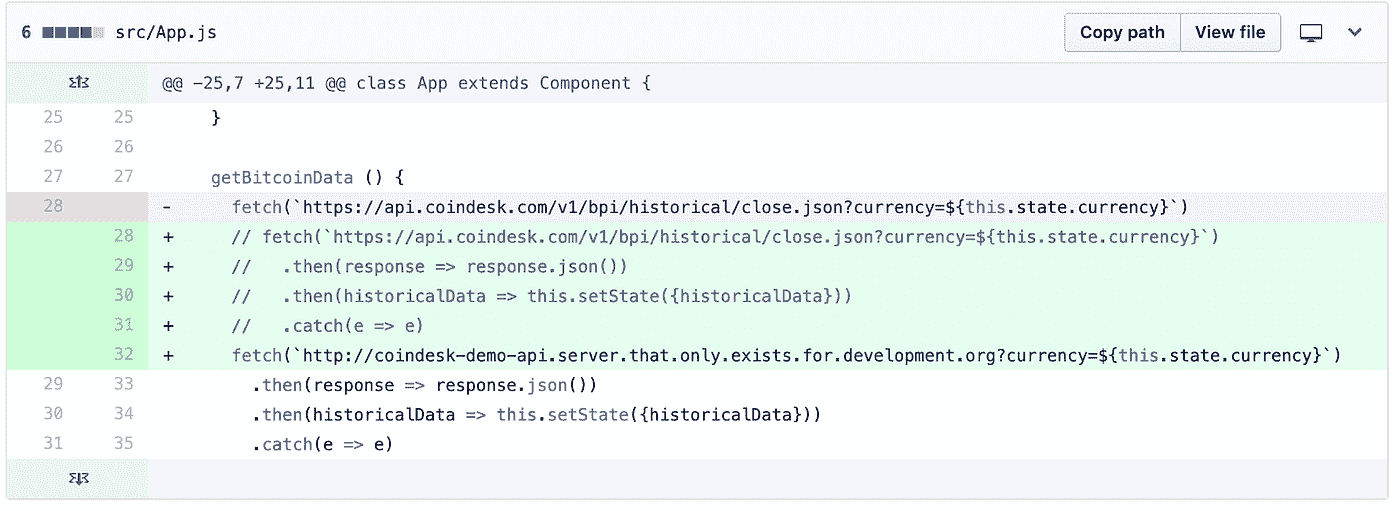 6 src/App.js Copy path View file
@@ -25,7 +25,11 @@ class App extends Component {
25 25 }
26 26
27 27 getBitcoinData () {
28 - fetch(`https://api.coindesk.com/v1/bpi/historical/close.json?currency=${this.state.currency}`)
28 + // fetch(`https://api.coindesk.com/v1/bpi/historical/close.json?currency=${this.state.currency}`)
29 + //   .then(response => response.json())
30 + //   .then(historicalData => this.setState({historicalData}))
31 + //   .catch(e => e)
32 + fetch(`http://coindesk-demo-api.server.that.only.exists.for.development.org?currency=${this.state.currency}`)
29 33 .then(response => response.json())
30 34 .then(historicalData => this.setState({historicalData}))
31 35 .catch(e => e)